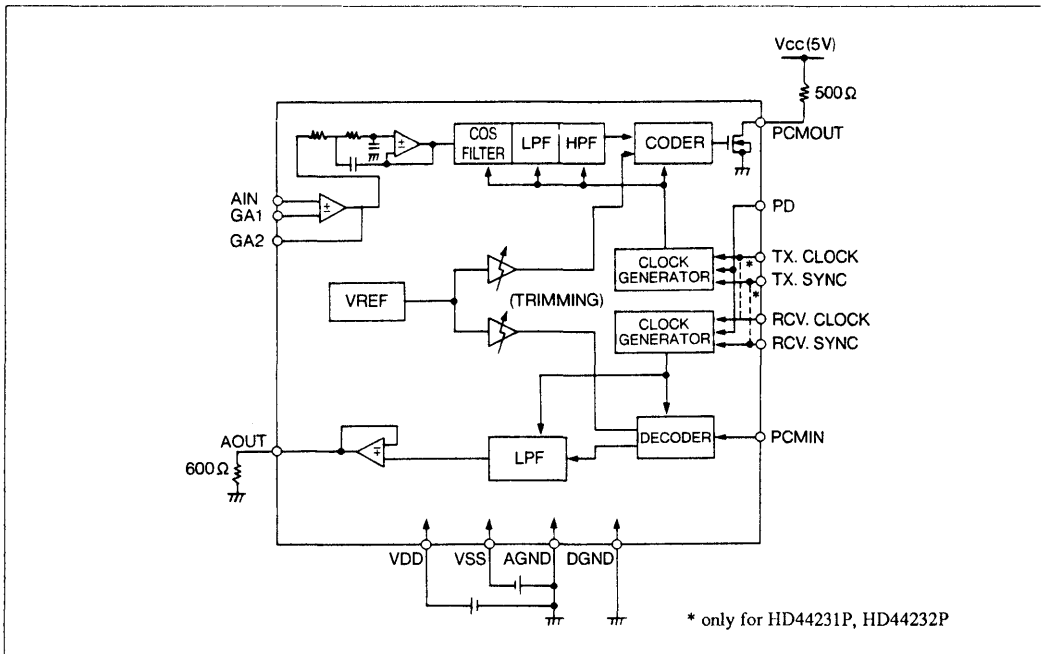 Vcc(5V)
500Ω
PCMOUT
COS FILTER
LPF
HPF
CODER
AIN
GA1
GA2
±
±
PD
TX. CLOCK
*
TX. SYNC
*
CLOCK
GENERATOR
VREF
(TRIMMING)
CLOCK
GENERATOR
RCV. CLOCK
RCV. SYNC
AOUT
600Ω
∓
LPF
DECODER
PCMIN
VDD
VSS
AGND
DGND
* only for HD44231P, HD44232P